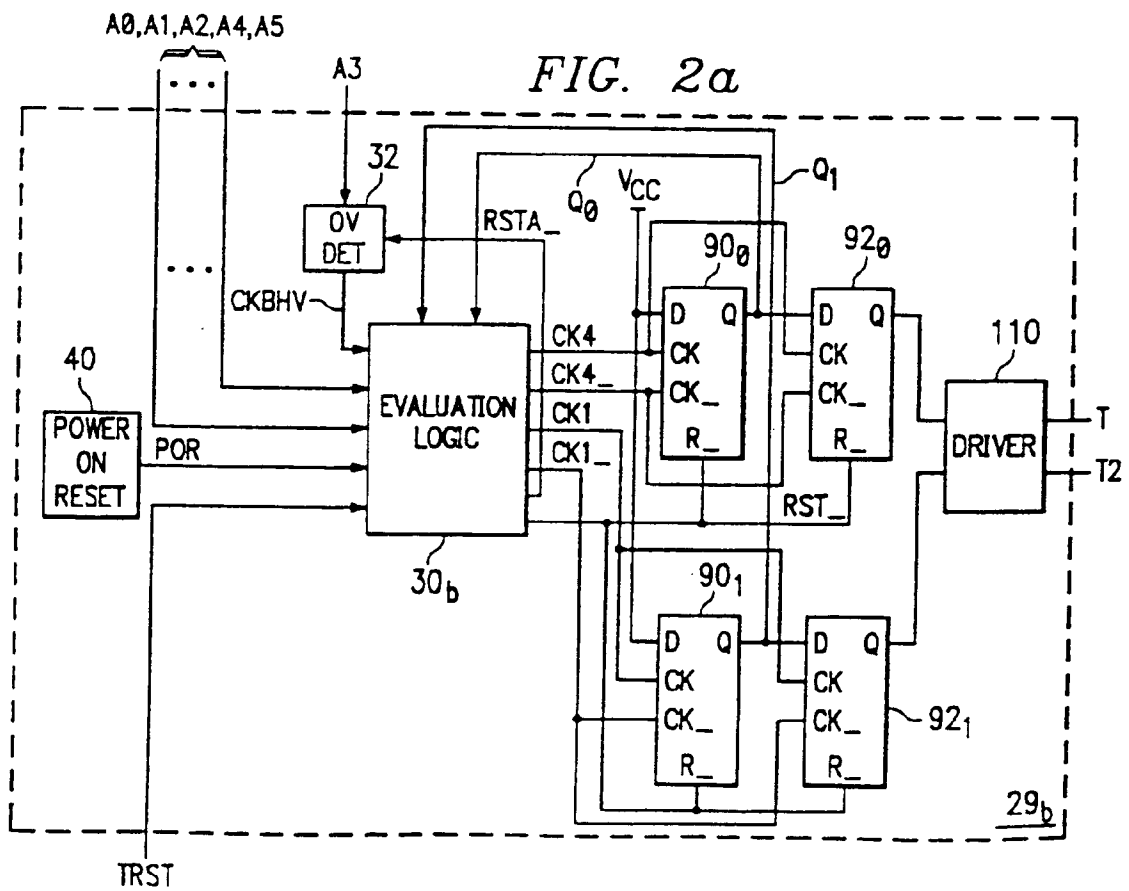 A0,A1,A2,A4,A5
A3
FIG. 2a
32
OV
DET
RSTA_
Q0
VCC
Q1
CKBHV
900
D Q
CK
CK_
R_
920
D Q
CK
CK_
R_
40
POWER
ON
RESET
POR
EVALUATION
LOGIC
30b
CK4
CK4_
CK1
CK1_
RST_
110
DRIVER
T
T2
901
D Q
CK
CK_
R_
D Q
CK
CK_
R_
921
29b
TRST